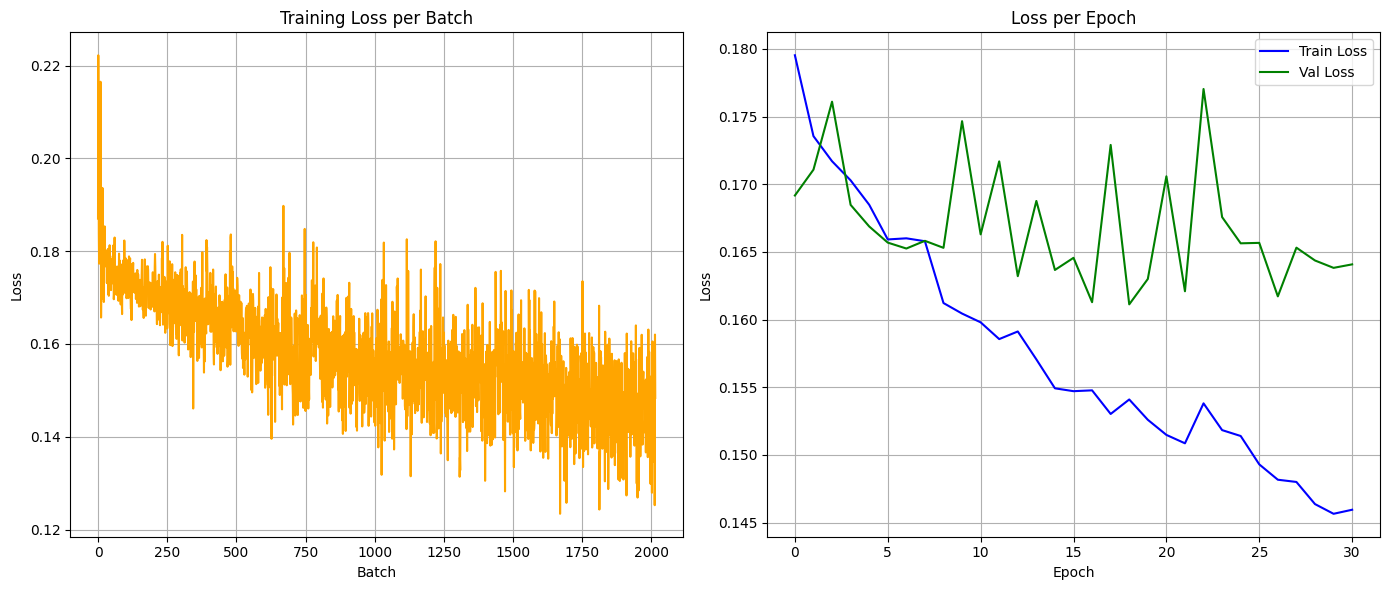 Training Loss per Batch
Loss
0.22
0.20
0.18
0.16
0.14
0.12
0 250 500 750 1000 1250 1500 1750 2000
Batch
Loss per Epoch
Train Loss
Val Loss
Loss
0.180
0.175
0.170
0.165
0.160
0.155
0.150
0.145
0 5 10 15 20 25 30
Epoch